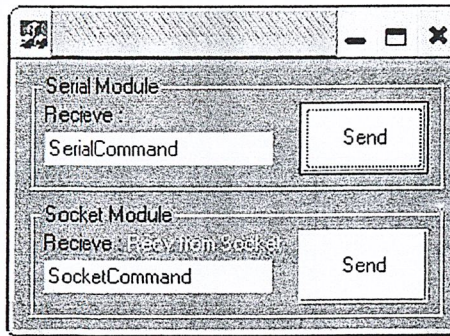 Serial Module
Recieve :
SerialCommand
Send
Socket Module
Recieve : Recv from Socket
SocketCommand
Send